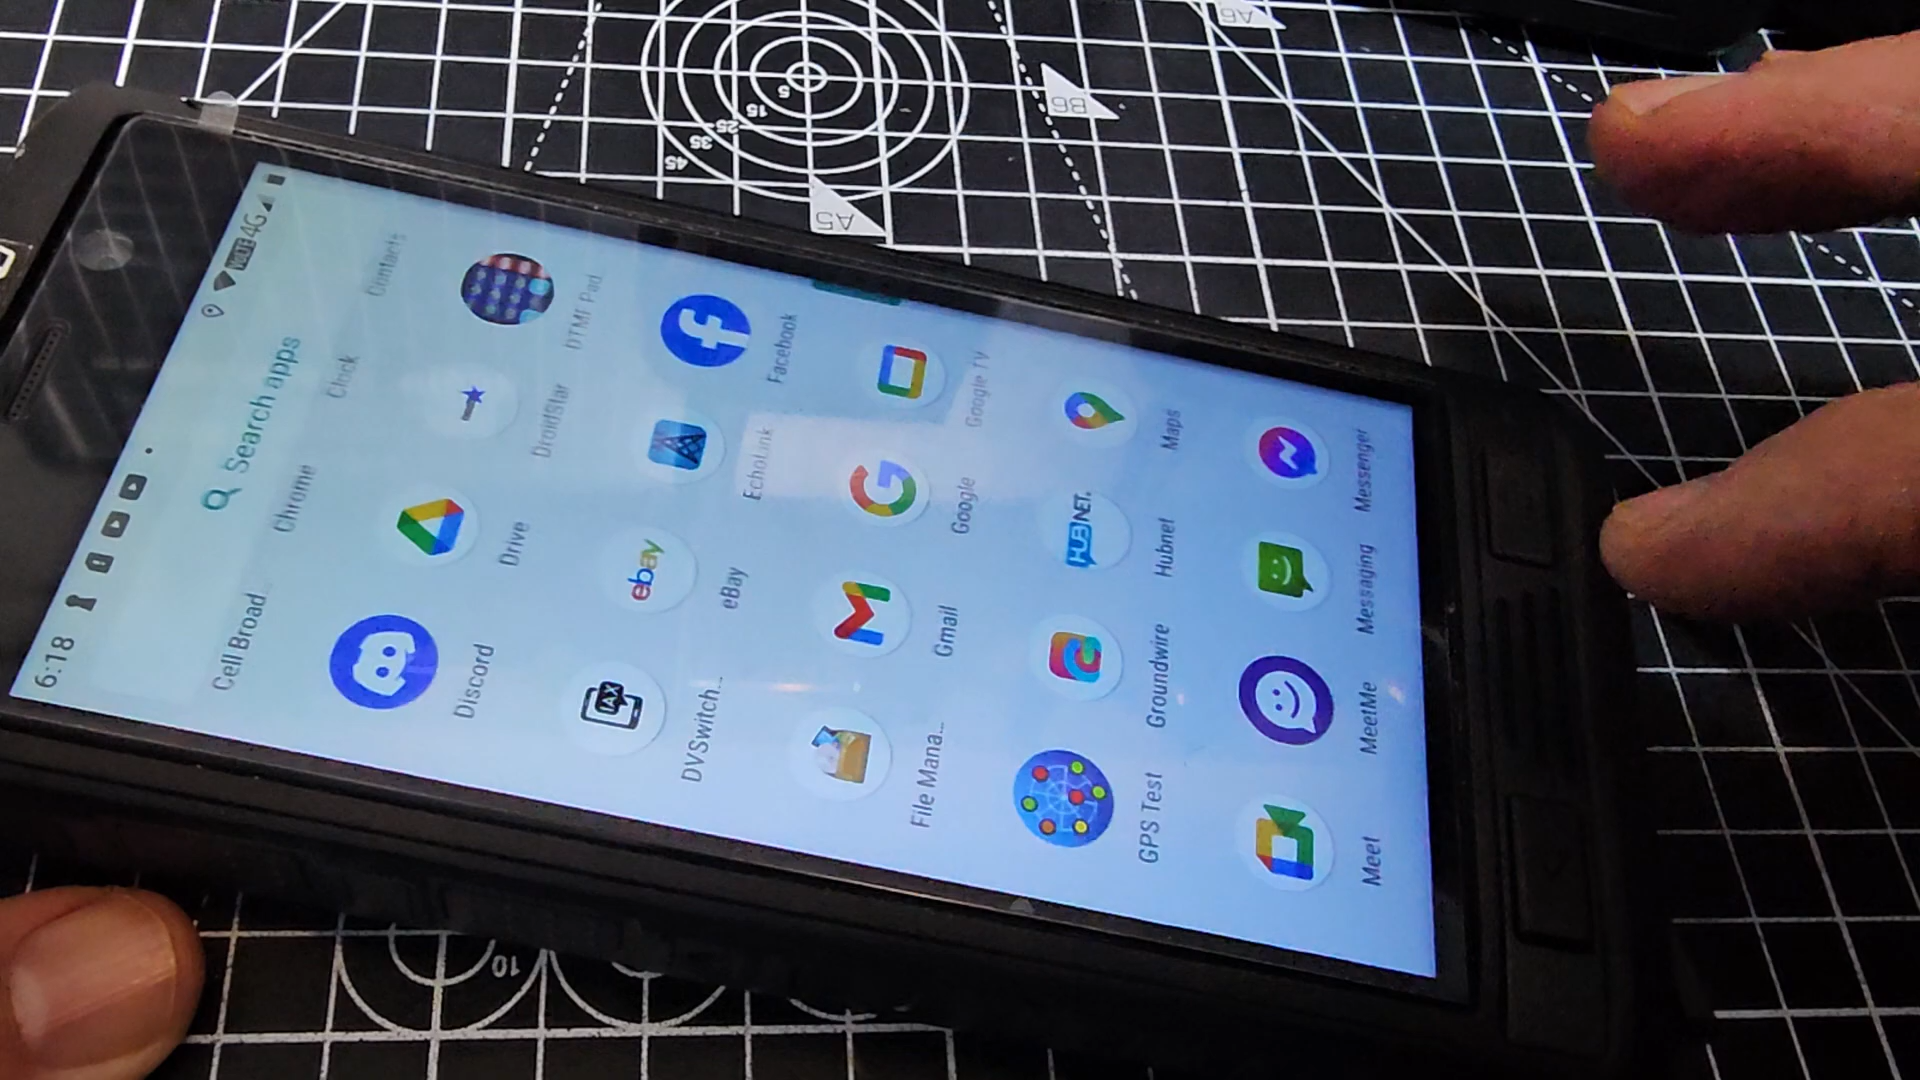 6:18 VoLTE 4G
Search apps
Cell Broad Chrome Clock Contacts
Discord Drive DroidStar DTMF Pad
IAX ebay
DVSwitch... eBay EchoLink Facebook
File Mana... Gmail Google Google TV
HUBNET.
GPS Test Groundwire Hubnet Maps
Meet MeetMe Messaging Messenger
5
15
25
35
45
A5
B6
A6
10